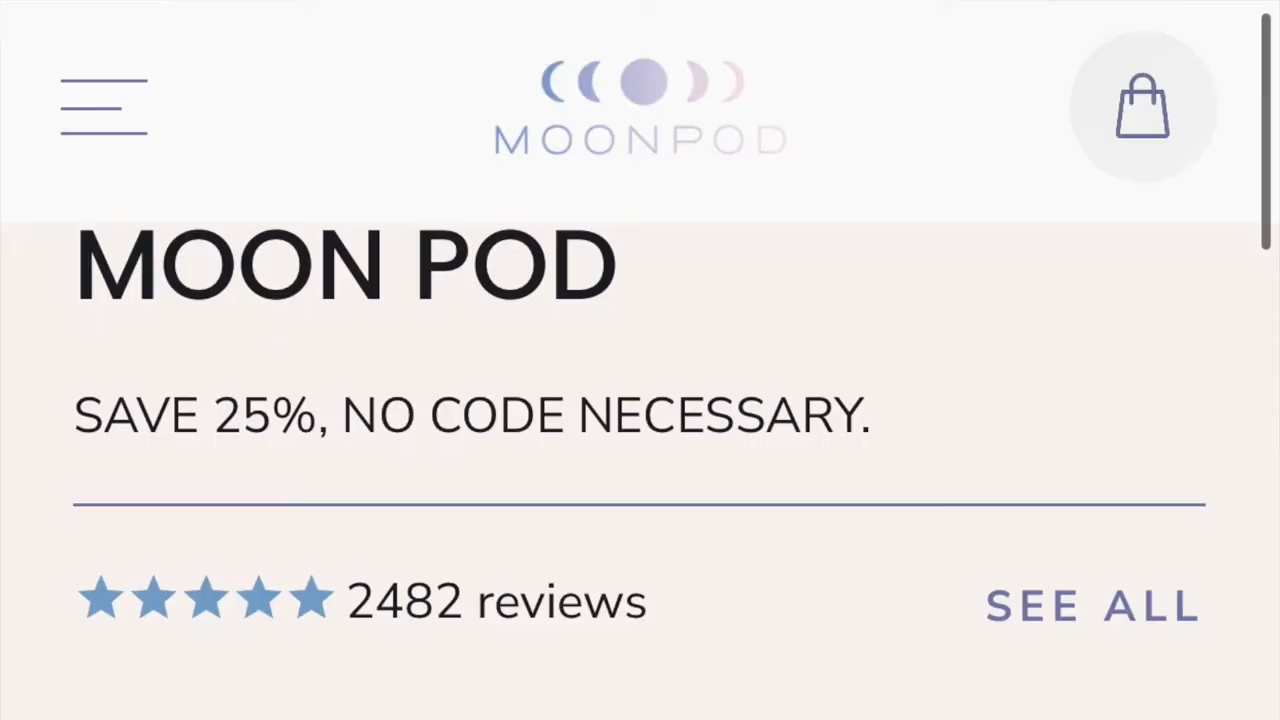 MOONPOD
MOON POD
SAVE 25%, NO CODE NECESSARY.
2482 reviews
SEE ALL